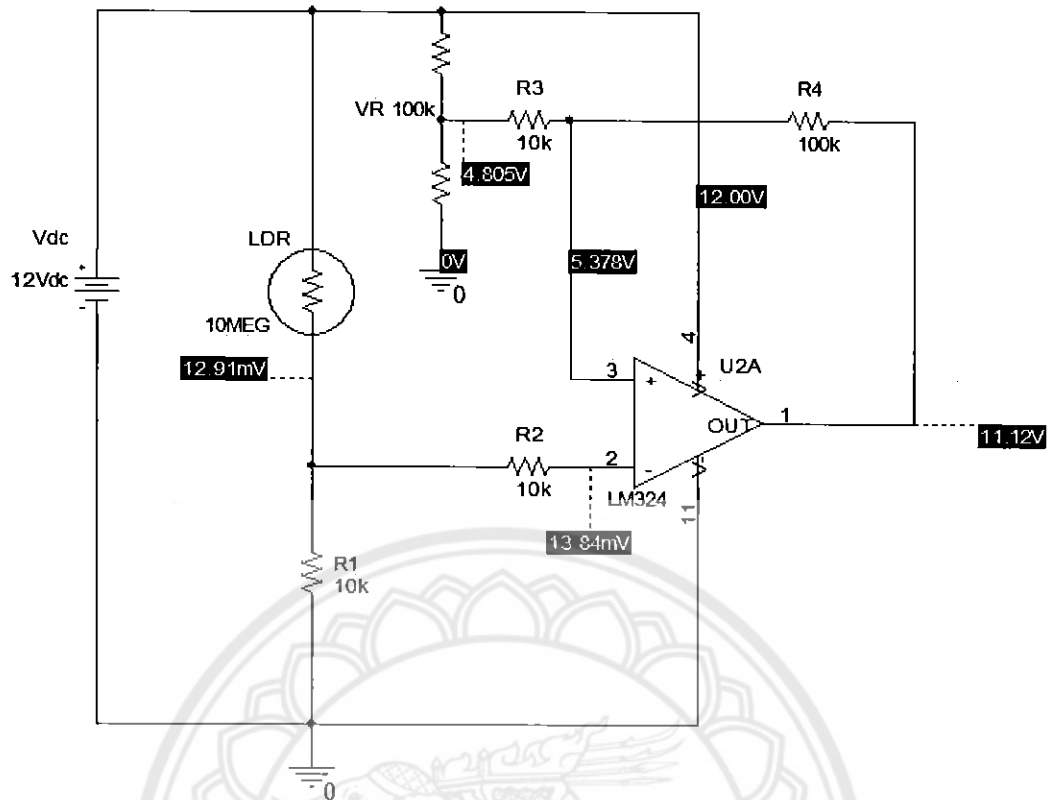 R3
R4
VR 100k
10k
100k
4.805V
12.00V
Vdc
+
12Vdc
-
LDR
0V
5.378V
0
10MEG
12.91mV
4
U2A
3
+
+
V
OUT
1
11.12V
R2
2
-
V
10k
LM324
11
13.84mV
R1
10k
0